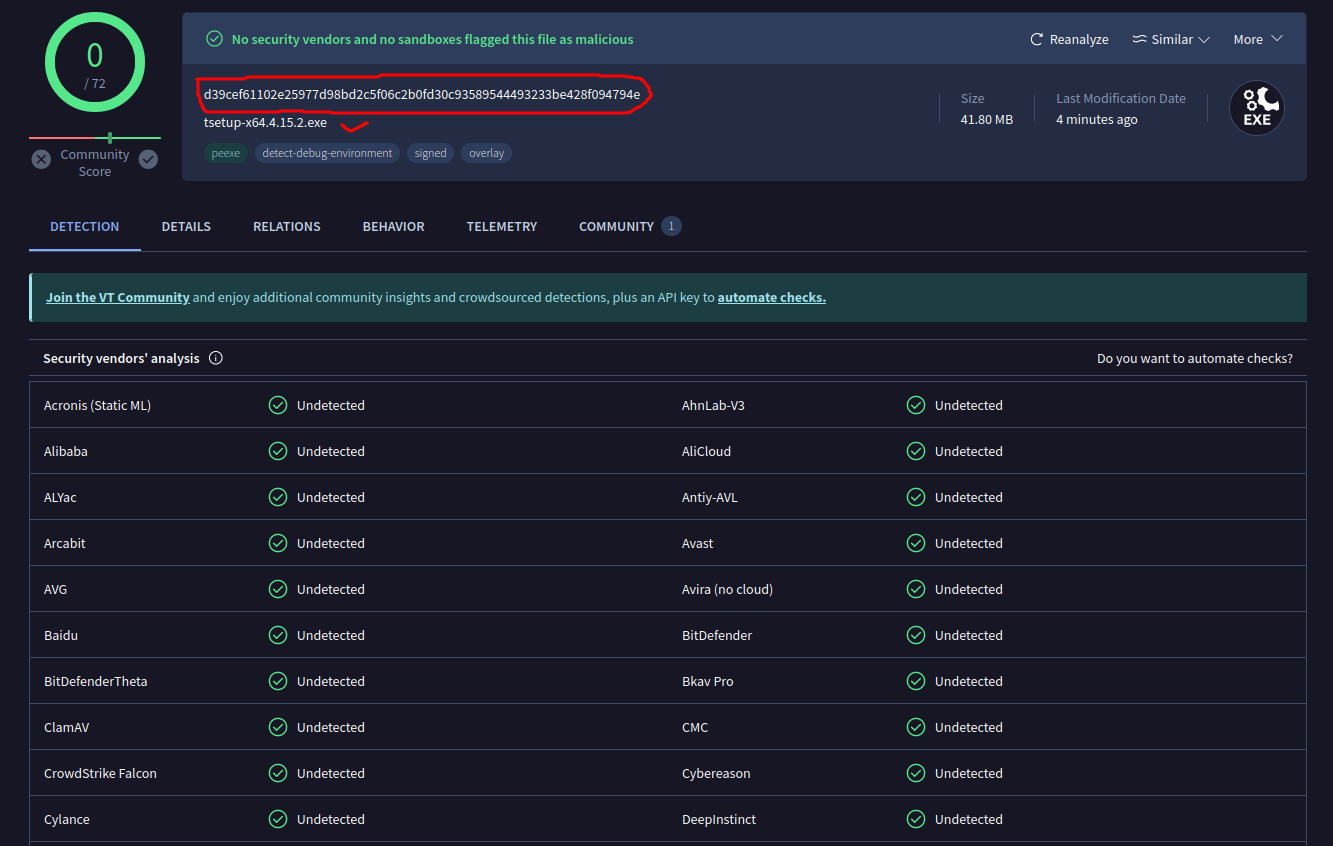 0
/ 72
Community
Score
No security vendors and no sandboxes flagged this file as malicious
Reanalyze Similar More
d39cef61102e25977d98bd2c5f06c2b0fd30c93589544493233be428f094794e
tsetup-x64.4.15.2.exe
peexe detect-debug-environment signed overlay
Size
41.80 MB
Last Modification Date
4 minutes ago
EXE
DETECTION DETAILS RELATIONS BEHAVIOR TELEMETRY COMMUNITY 1
Join the VT Community and enjoy additional community insights and crowdsourced detections, plus an API key to automate checks.
Security vendors' analysis Do you want to automate checks?
Acronis (Static ML) Undetected AhnLab-V3 Undetected
Alibaba Undetected AliCloud Undetected
ALYac Undetected Antiy-AVL Undetected
Arcabit Undetected Avast Undetected
AVG Undetected Avira (no cloud) Undetected
Baidu Undetected BitDefender Undetected
BitDefenderTheta Undetected Bkav Pro Undetected
ClamAV Undetected CMC Undetected
CrowdStrike Falcon Undetected Cybereason Undetected
Cylance Undetected DeepInstinct Undetected